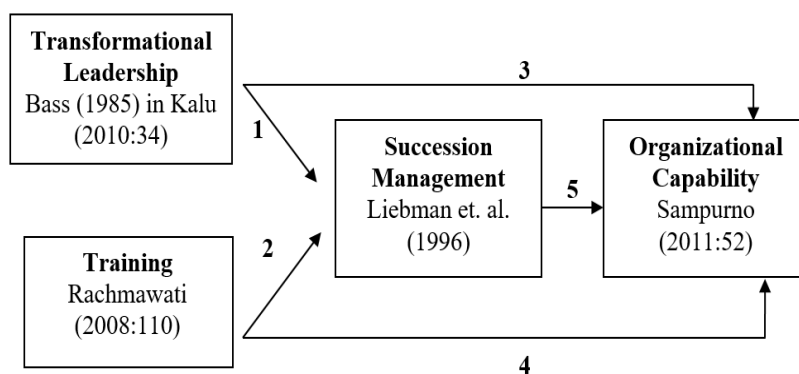 Transformational
Leadership
Bass (1985) in Kalu
(2010:34)
3
1
Succession
Management
Liebman et. al.
(1996)
5
Organizational
Capability
Sampurno
(2011:52)
2
Training
Rachmawati
(2008:110)
4